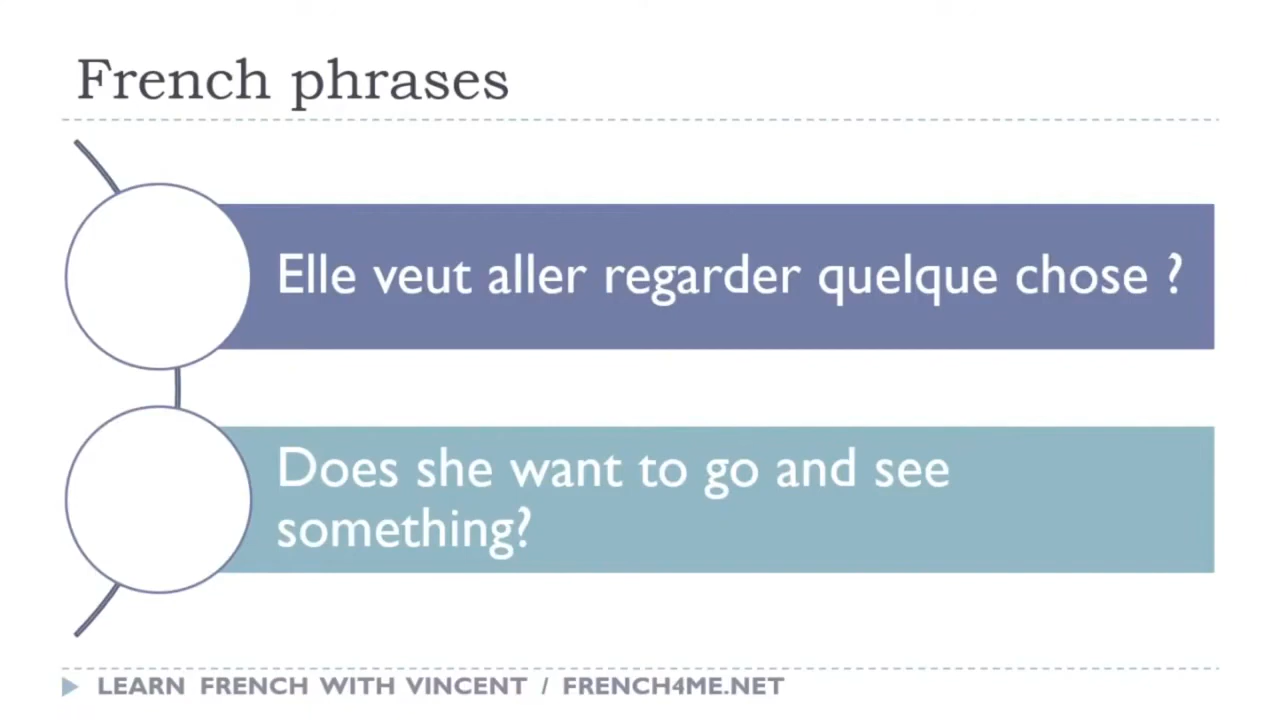 French phrases
Elle veut aller regarder quelque chose ?
Does she want to go and see
something?
LEARN FRENCH WITH VINCENT / FRENCH4ME.NET